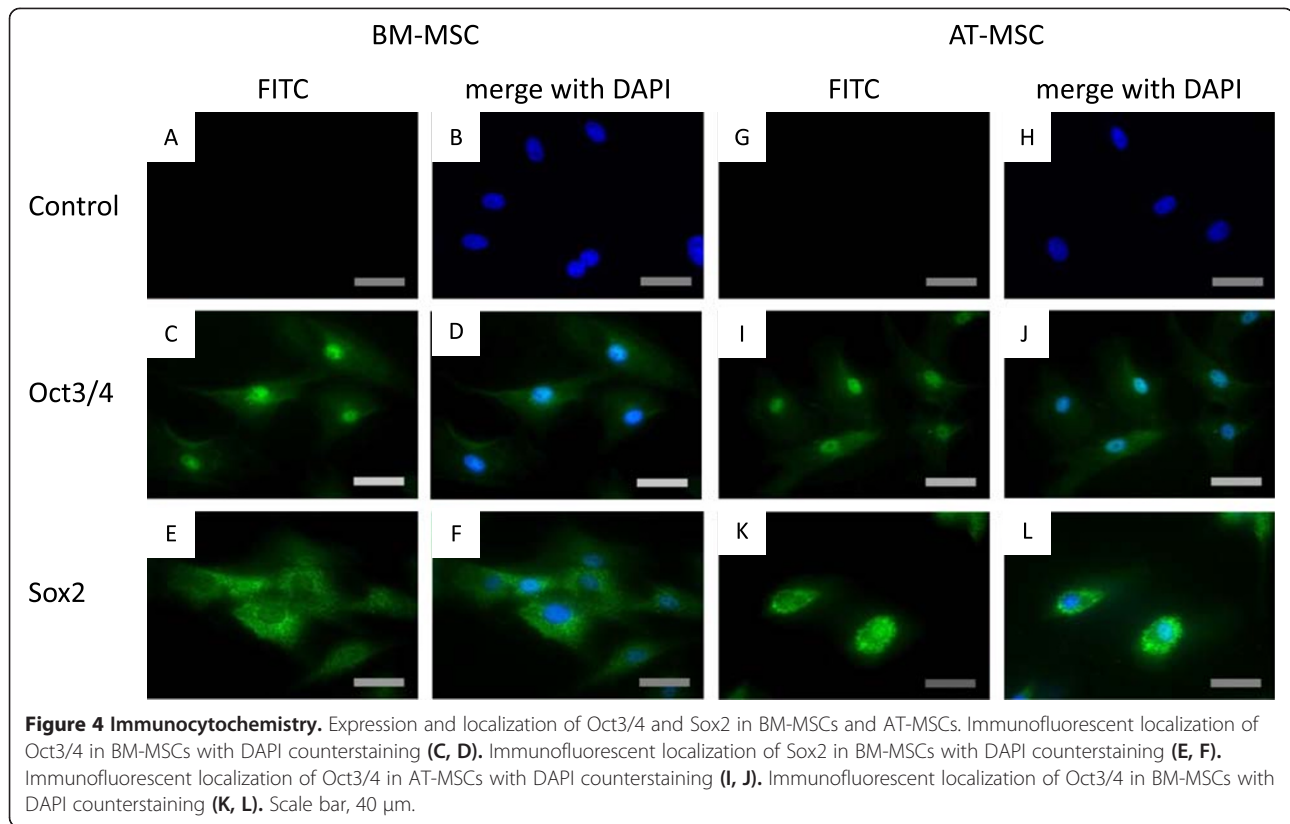 BM-MSC AT-MSC
FITC merge with DAPI FITC merge with DAPI
A B G H
Control
C D I J
Oct3/4
E F K L
Sox2
Figure 4 Immunocytochemistry. Expression and localization of Oct3/4 and Sox2 in BM-MSCs and AT-MSCs. Immunofluorescent localization of
Oct3/4 in BM-MSCs with DAPI counterstaining (C, D). Immunofluorescent localization of Sox2 in BM-MSCs with DAPI counterstaining (E, F).
Immunofluorescent localization of Oct3/4 in AT-MSCs with DAPI counterstaining (I, J). Immunofluorescent localization of Oct3/4 in BM-MSCs with
DAPI counterstaining (K, L). Scale bar, 40 μm.